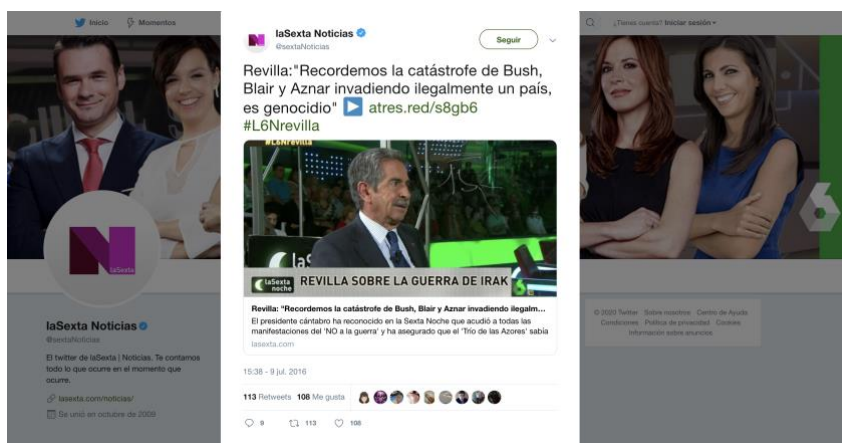 Inicio
Momentos
¿Tienes cuenta? Iniciar sesión
laSexta Noticias
@sextaNoticias
Seguir
Revilla:"Recordemos la catástrofe de Bush,
Blair y Aznar invadiendo ilegalmente un país,
es genocidio" atres.red/s8gb6
#L6Nrevilla
#L6Nrevilla
laSexta
noche
REVILLA SOBRE LA GUERRA DE IRAK
Revilla: "Recordemos la catástrofe de Bush, Blair y Aznar invadiendo ilegalm...
El presidente cántabro ha reconocido en la Sexta Noche que acudió a todas las
manifestaciones del 'NO a la guerra' y ha asegurado que el 'Trío de las Azores' sabía
lasexta.com
15:38 - 9 jul. 2016
113 Retweets 108 Me gusta
9 113 108
N
laSexta
laSexta Noticias
@sextaNoticias
El twitter de laSexta | Noticias. Te contamos
todo lo que ocurre en el momento que
ocurre.
lasexta.com/noticias/
Se unió en octubre de 2009
© 2020 Twitter Sobre nosotros Centro de Ayuda
Condiciones Política de privacidad Cookies
Información sobre anuncios